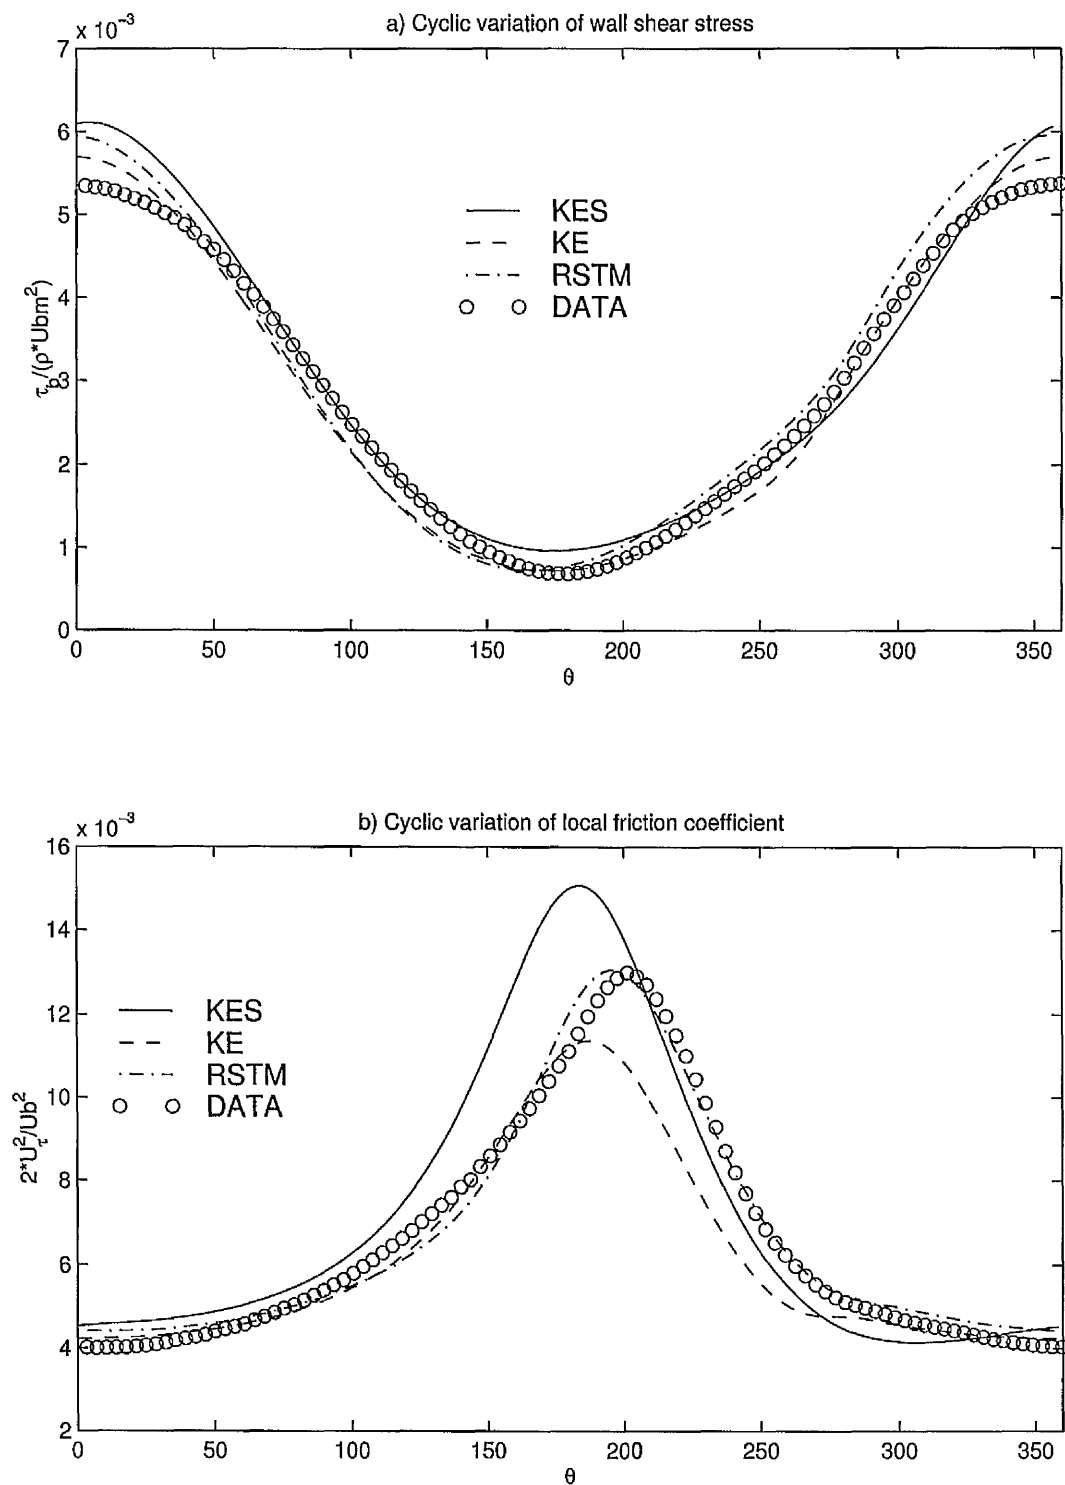 a) Cyclic variation of wall shear stress
x 10⁻³
7
6
5
4
3
2
1
0
τb/(ρ*Ubm²)
KES
KE
RSTM
DATA
0 50 100 150 200 250 300 350
θ
b) Cyclic variation of local friction coefficient
x 10⁻³
16
14
12
10
8
6
4
2
2*Uτ²/Ub²
KES
KE
RSTM
DATA
0 50 100 150 200 250 300 350
θ